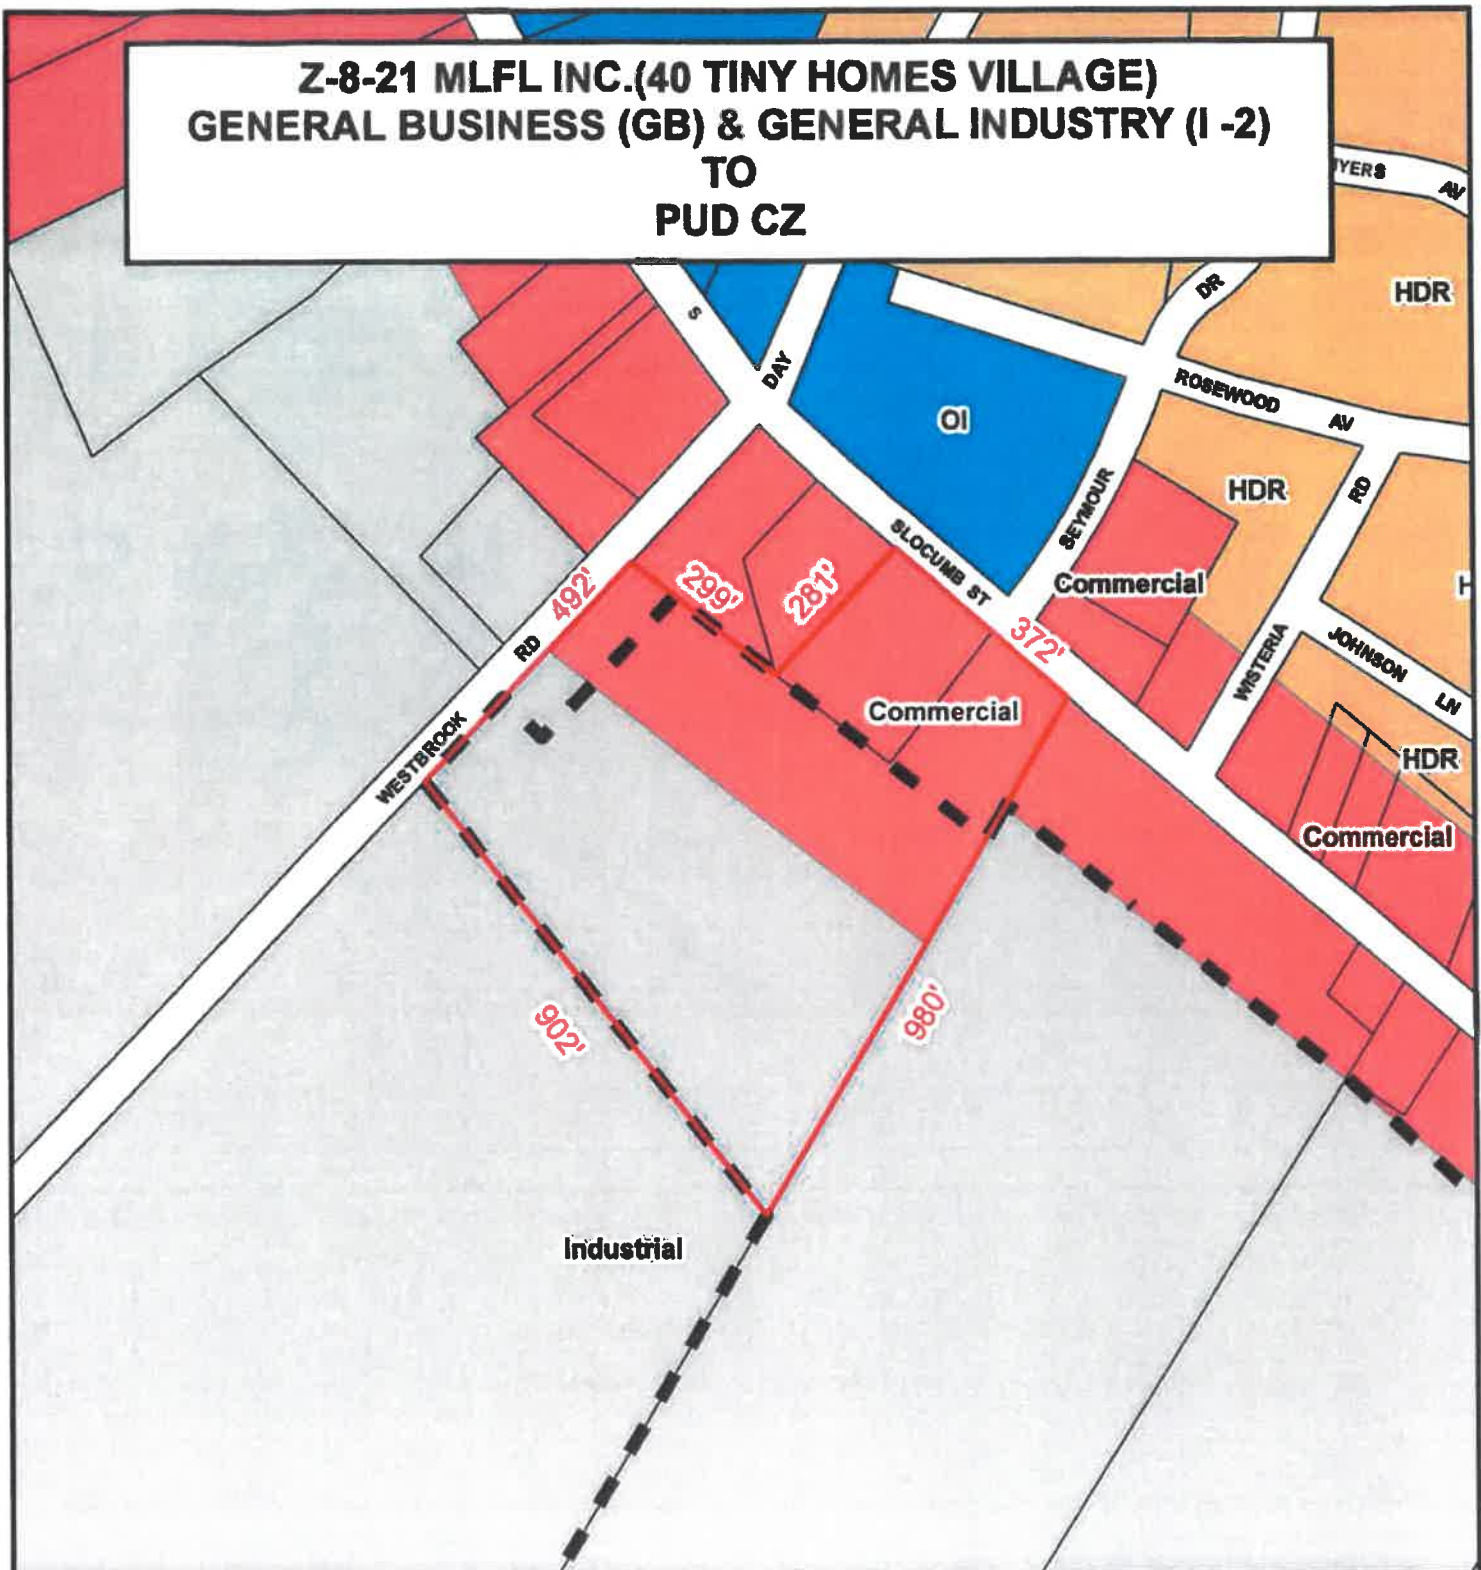 Z-8-21 MLFL INC.(40 TINY HOMES VILLAGE)
GENERAL BUSINESS (GB) & GENERAL INDUSTRY (I -2)
TO
PUD CZ
AV
HDR
DR
S
DAY
ROSEWOOD AV
OI
HDR
RD
SEYMOUR
SLOCUMB ST
Commercial
492'
299'
281'
372'
WESTBROOK RD
WISTERIA
JOHNSON LN
Commercial
HDR
Commercial
902'
980'
Industrial